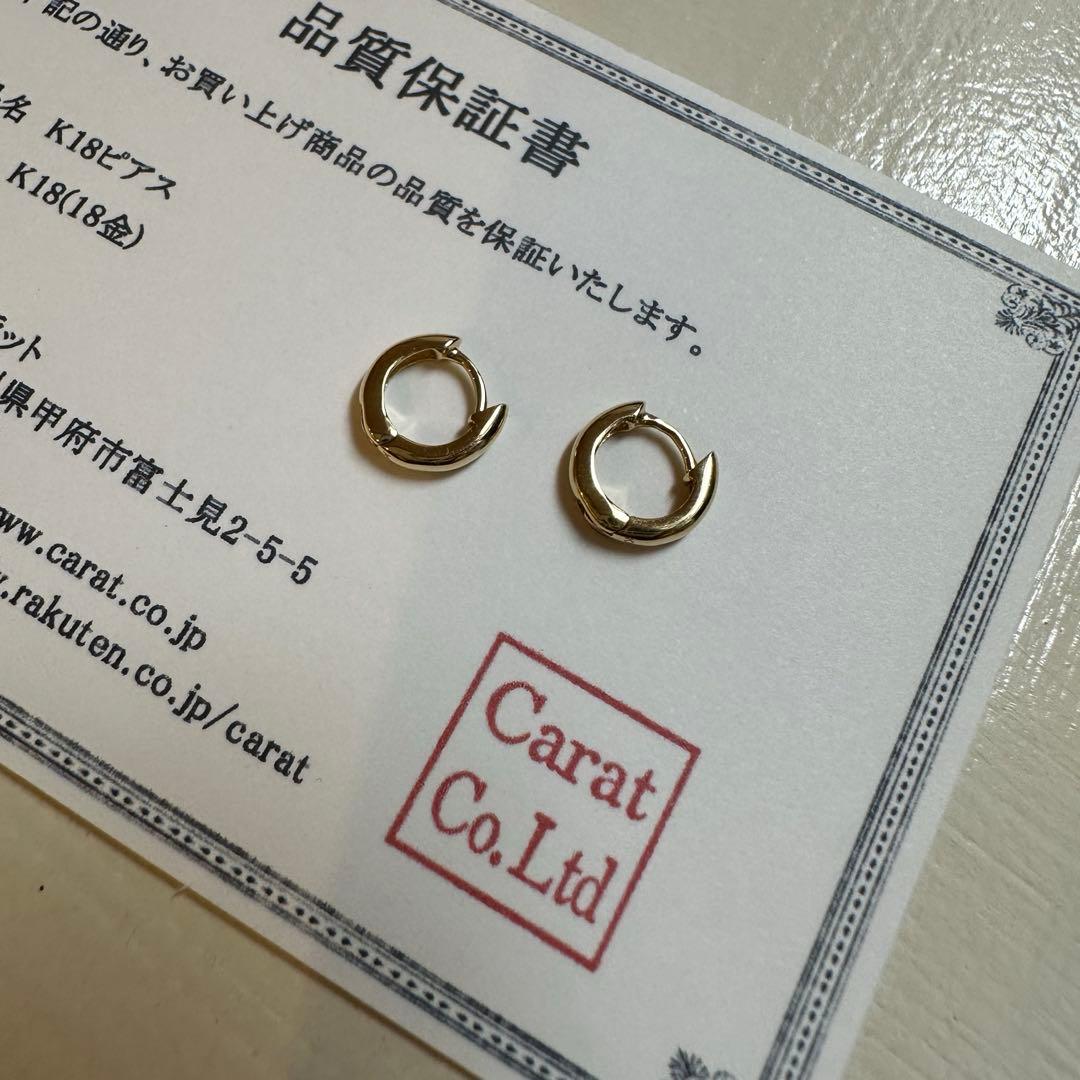 品質保証書
記の通り、お買い上げ商品の品質を保証いたします。
名 K18ピアス
K18(18金)
ット
県甲府市富士見2-5-5
ww.carat.co.jp
.rakuten.co.jp/carat
Carat
Co.Ltd